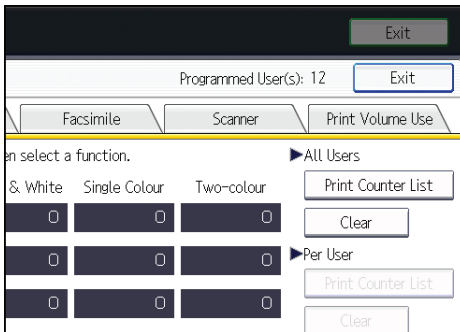 Exit
Programmed User(s): 12 Exit
Facsimile Scanner Print Volume Use
en select a function. ▶All Users
& White Single Colour Two-colour Print Counter List
0 0 0 Clear
0 0 0 ▶Per User
Print Counter List
0 0 0
Clear